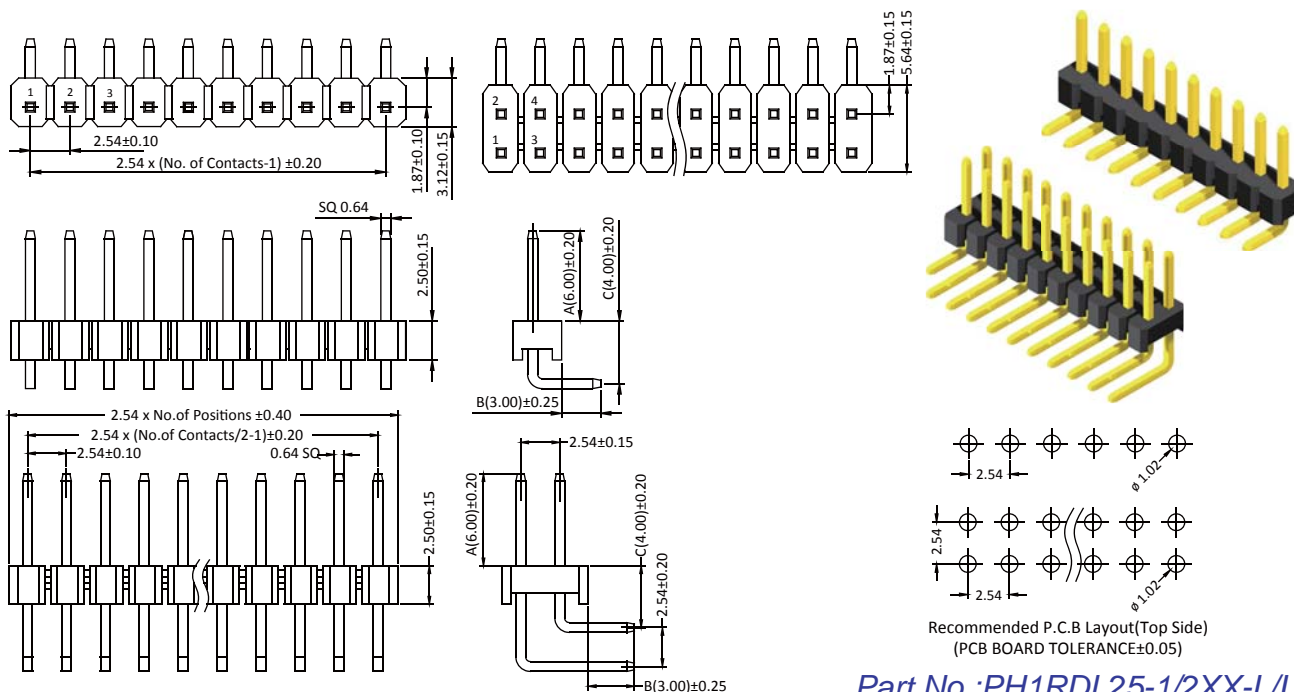 1 2 3
2.54±0.10
2.54 x (No. of Contacts-1) ±0.20
1.87±0.10
3.12±0.15
2 4
1 3
1.87±0.15
5.64±0.15
SQ 0.64
2.50±0.15
A(6.00)±0.20
C(4.00)±0.20
B(3.00)±0.25
2.54 x No.of Positions ±0.40
2.54 x (No.of Contacts/2-1)±0.20
2.54±0.10
0.64 SQ
2.50±0.15
2.54±0.15
A(6.00)±0.20
C(4.00)±0.20
2.54±0.20
B(3.00)±0.25
2.54
ø 1.02
2.54
2.54
ø 1.02
Recommended P.C.B Layout(Top Side)
(PCB BOARD TOLERANCE±0.05)